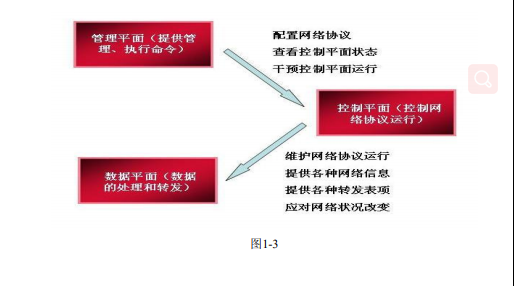 管理平面（提供管
理、执行命令）
配置网络协议
查看控制平面状态
干预控制平面运行
控制平面（控制网
络协议运行）
数据平面（数据
的处理和转发）
维护网络协议运行
提供各种网络信息
提供各种转发表项
应对网络状况改变
图1-3